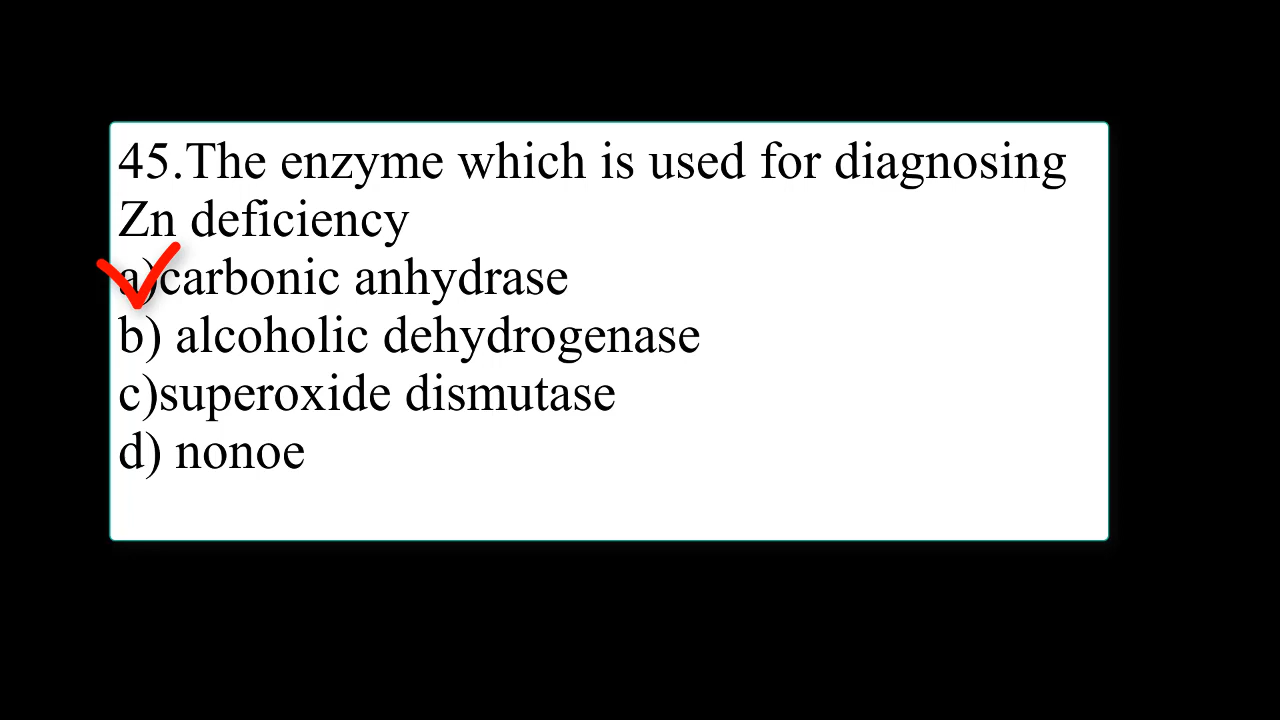 45.The enzyme which is used for diagnosing
Zn deficiency
a)carbonic anhydrase
b) alcoholic dehydrogenase
c)superoxide dismutase
d) nonoe